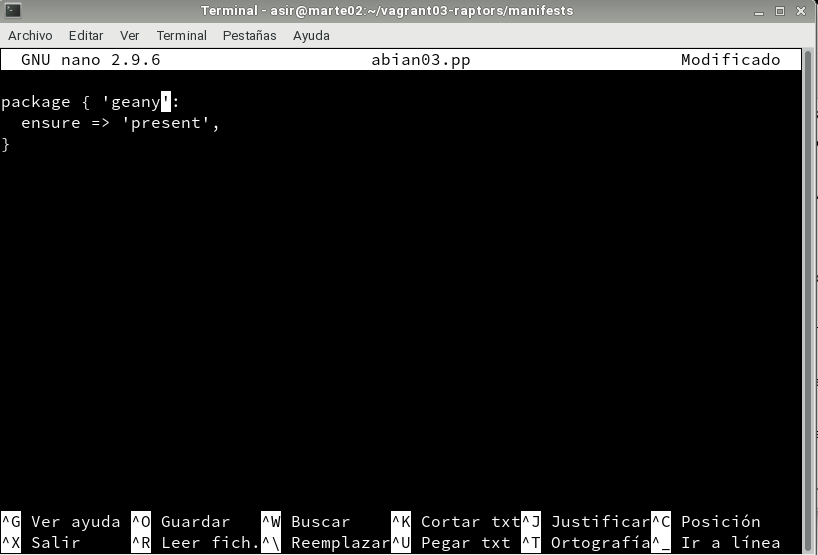 Terminal - asir@marte02:~/vagrant03-raptors/manifests
Archivo Editar Ver Terminal Pestañas Ayuda
GNU nano 2.9.6 abian03.pp Modificado
package { 'geany':
  ensure => 'present',
}
^G Ver ayuda ^O Guardar ^W Buscar ^K Cortar txt ^J Justificar ^C Posición
^X Salir ^R Leer fich. ^\ Reemplazar ^U Pegar txt ^T Ortografía ^_ Ir a línea